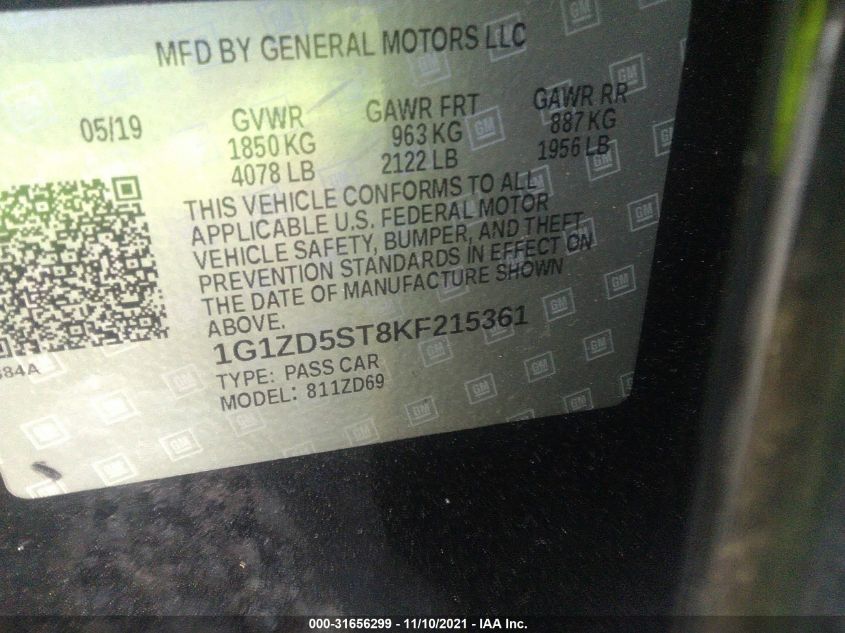 MFD BY GENERAL MOTORS LLC
05/19
GVWR GAWR FRT GAWR RR
1850 KG 963 KG 887 KG
4078 LB 2122 LB 1956 LB
THIS VEHICLE CONFORMS TO ALL
APPLICABLE U.S. FEDERAL MOTOR
VEHICLE SAFETY, BUMPER, AND THEFT
PREVENTION STANDARDS IN EFFECT ON
THE DATE OF MANUFACTURE SHOWN
ABOVE.
1G1ZD5ST8KF215361
TYPE: PASS CAR
MODEL: 811ZD69
GM
000-31656299 — 11/10/2021 — IAA Inc.